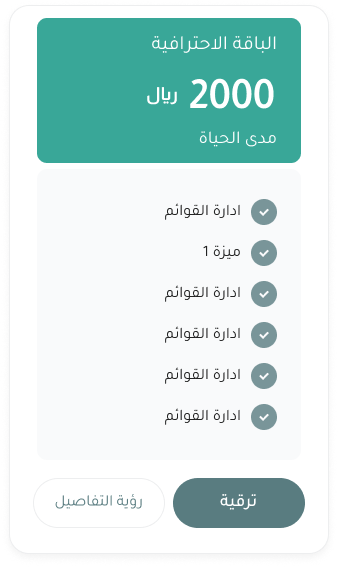 الباقة الاحترافية
2000 ريال
مدى الحياة
ادارة القوائم
ميزة 1
ادارة القوائم
ادارة القوائم
ادارة القوائم
ادارة القوائم
ترقية
رؤية التفاصيل